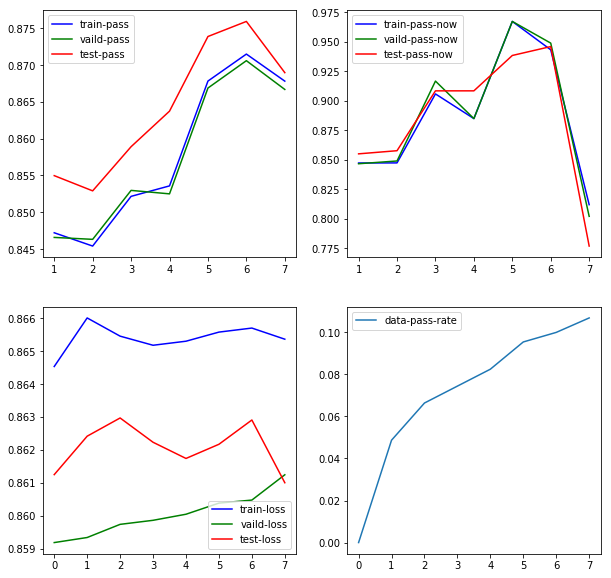 train-pass
vaild-pass
test-pass
0.875
0.870
0.865
0.860
0.855
0.850
0.845
1 2 3 4 5 6 7
train-pass-now
vaild-pass-now
test-pass-now
0.975
0.950
0.925
0.900
0.875
0.850
0.825
0.800
0.775
1 2 3 4 5 6 7
0.866
0.865
0.864
0.863
0.862
0.861
0.860
0.859
train-loss
vaild-loss
test-loss
0 1 2 3 4 5 6 7
data-pass-rate
0.10
0.08
0.06
0.04
0.02
0.00
0 1 2 3 4 5 6 7